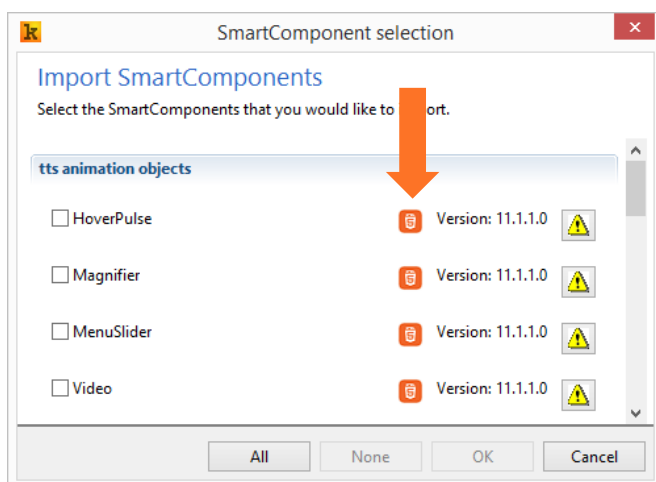 k
SmartComponent selection
Import SmartComponents
Select the SmartComponents that you would like to ort.
tts animation objects
HoverPulse Version: 11.1.1.0
Magnifier Version: 11.1.1.0
MenuSlider Version: 11.1.1.0
Video Version: 11.1.1.0
All None OK Cancel